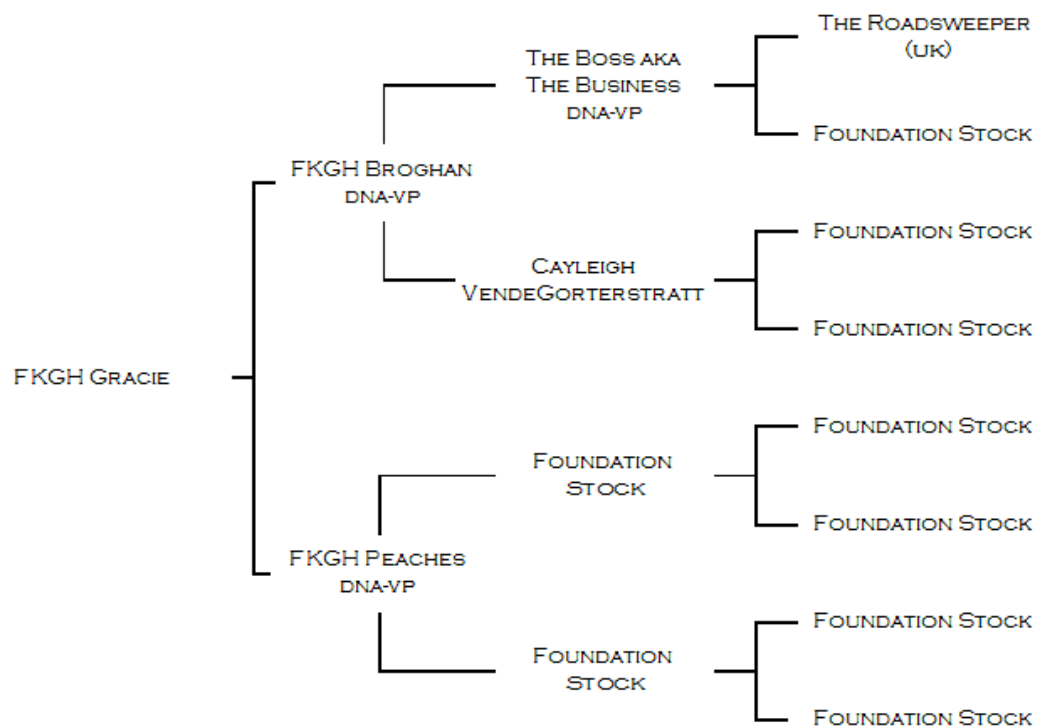 The Roadsweeper
(UK)
The Boss aka
The Business
DNA-VP
Foundation Stock
FKGH Broghan
DNA-VP
Foundation Stock
Cayleigh
VendeGorterstratt
Foundation Stock
FKGH Gracie
Foundation Stock
Foundation
Stock
Foundation Stock
FKGH Peaches
DNA-VP
Foundation Stock
Foundation
Stock
Foundation Stock